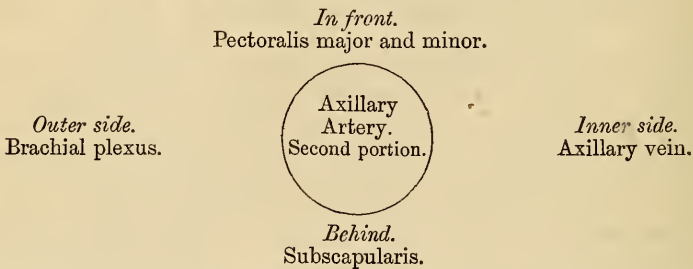 In front.
Pectoralis major and minor.
Axillary
Artery.
Second portion.
Outer side.
Brachial plexus.
Inner side.
Axillary vein.
Behind.
Subscapularis.